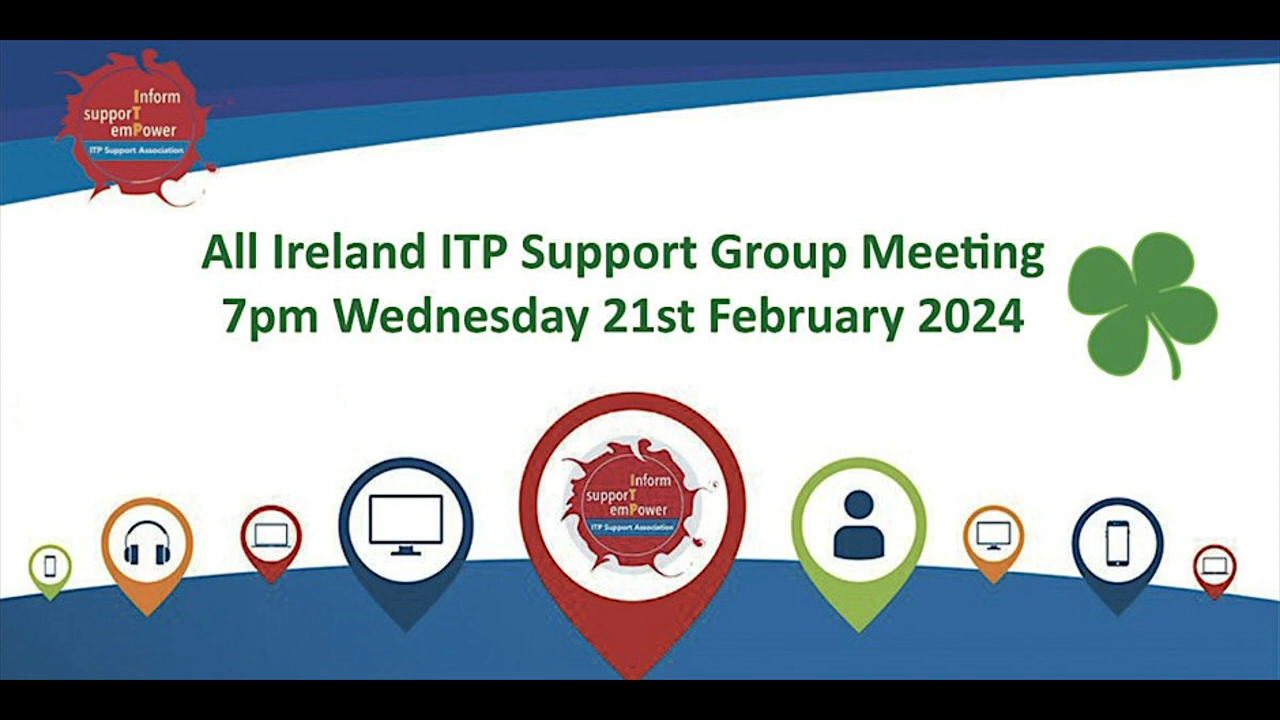 Inform
supporT
emPower
ITP Support Association
All Ireland ITP Support Group Meeting
7pm Wednesday 21st February 2024
Inform
supporT
emPower
ITP Support Association